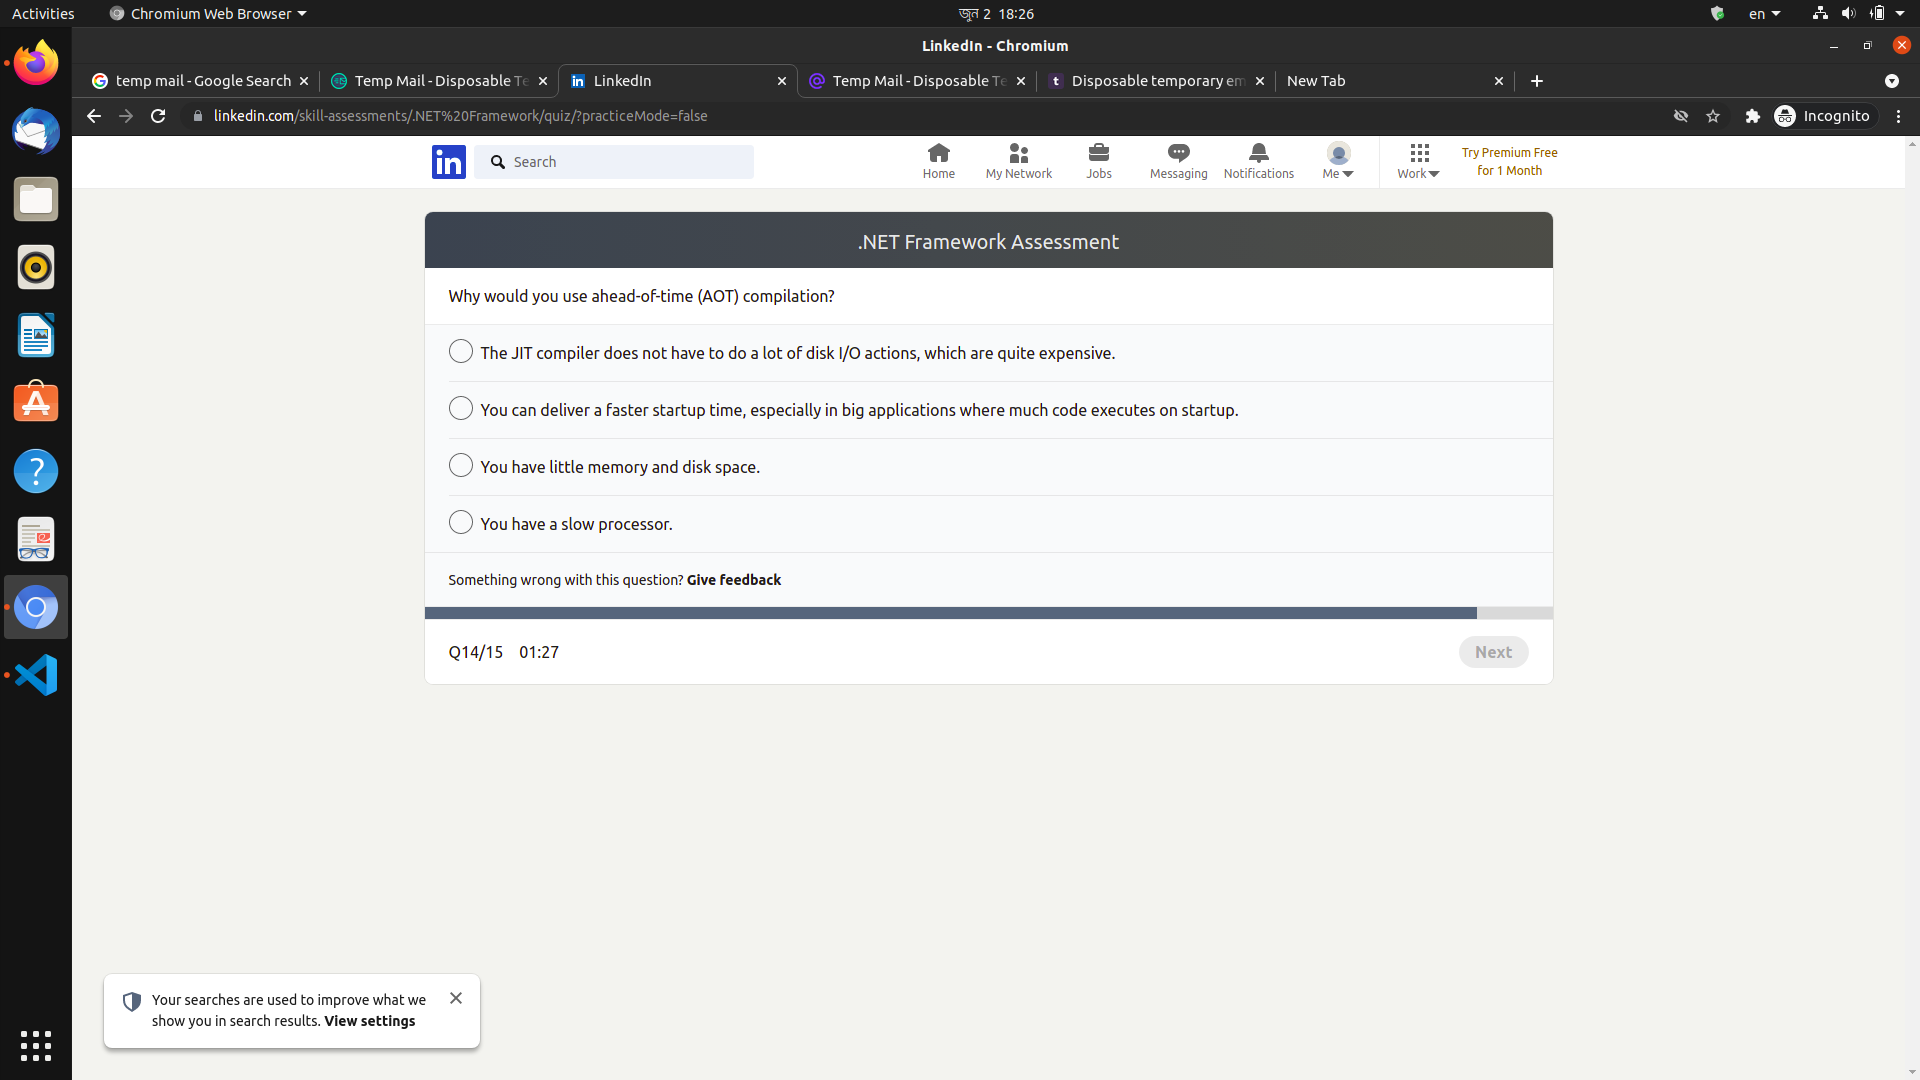 Activities
Chromium Web Browser
জুন 2 18:26
en
LinkedIn - Chromium
temp mail - Google Search
Temp Mail - Disposable Te
LinkedIn
Temp Mail - Disposable Te
Disposable temporary em
New Tab
linkedin.com/skill-assessments/.NET%20Framework/quiz/?practiceMode=false
Incognito
in
Search
Home
My Network
Jobs
Messaging
Notifications
Me
Work
Try Premium Free
for 1 Month
.NET Framework Assessment
Why would you use ahead-of-time (AOT) compilation?
The JIT compiler does not have to do a lot of disk I/O actions, which are quite expensive.
You can deliver a faster startup time, especially in big applications where much code executes on startup.
You have little memory and disk space.
You have a slow processor.
Something wrong with this question? Give feedback
Q14/15 01:27
Next
Your searches are used to improve what we
show you in search results. View settings